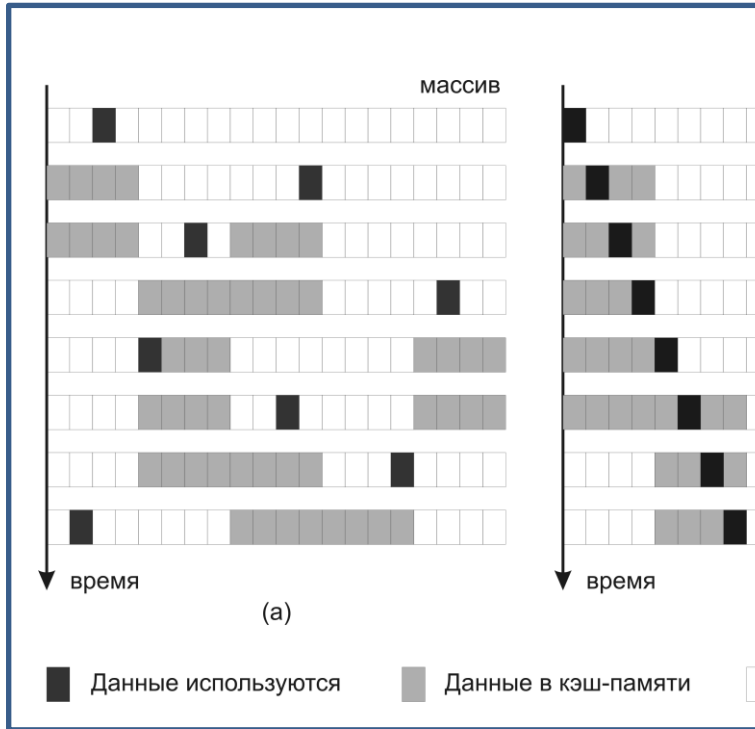 массив
время
время
(а)
Данные используются
Данные в кэш-памяти